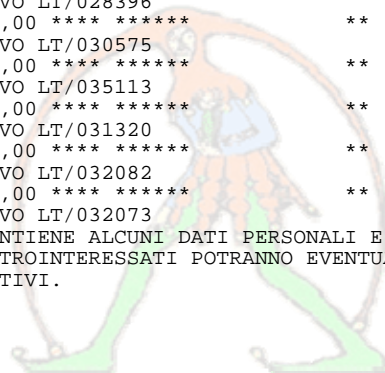 VO LT/028396
,00 **** ****** **
VO LT/030575
,00 **** ****** **
VO LT/035113
,00 **** ****** **
VO LT/031320
,00 **** ****** **
VO LT/032082
,00 **** ****** **
VO LT/032073
NTIENE ALCUNI DATI PERSONALI E
TROINTERESSATI POTRANNO EVENTUA
TIVI.